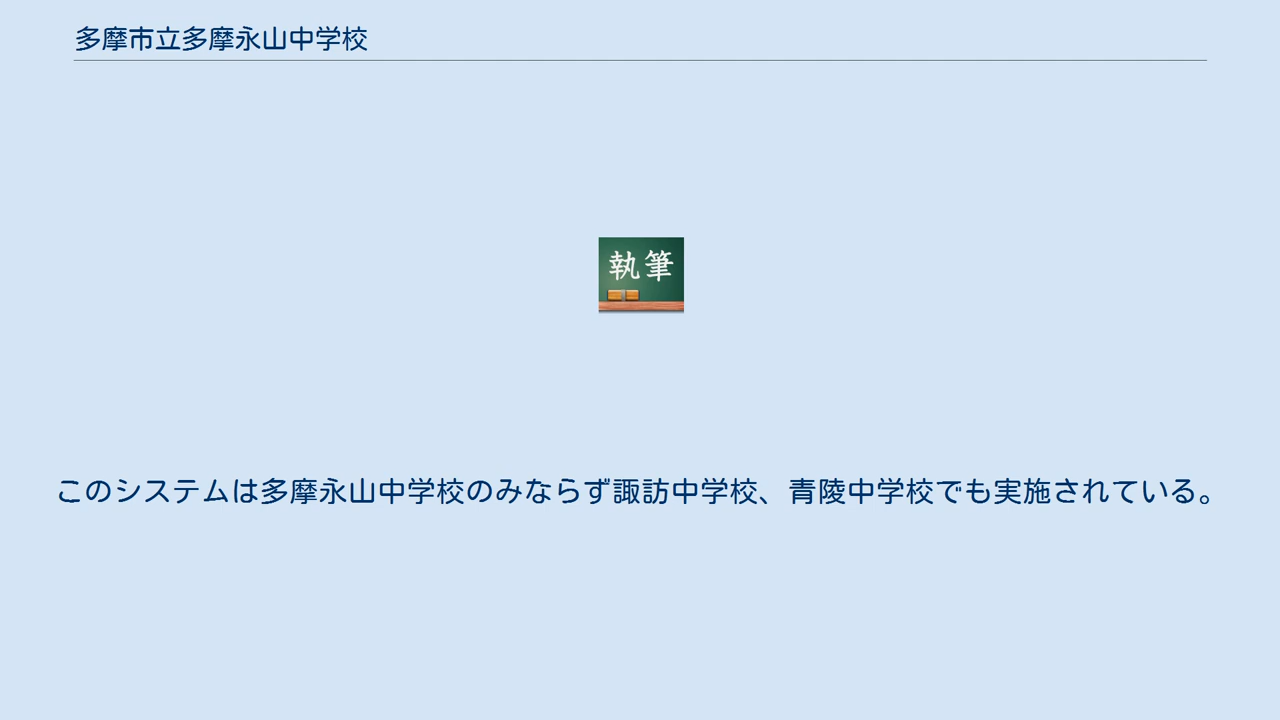 多摩市立多摩永山中学校
執筆
このシステムは多摩永山中学校のみならず諏訪中学校、青陵中学校でも実施されている。